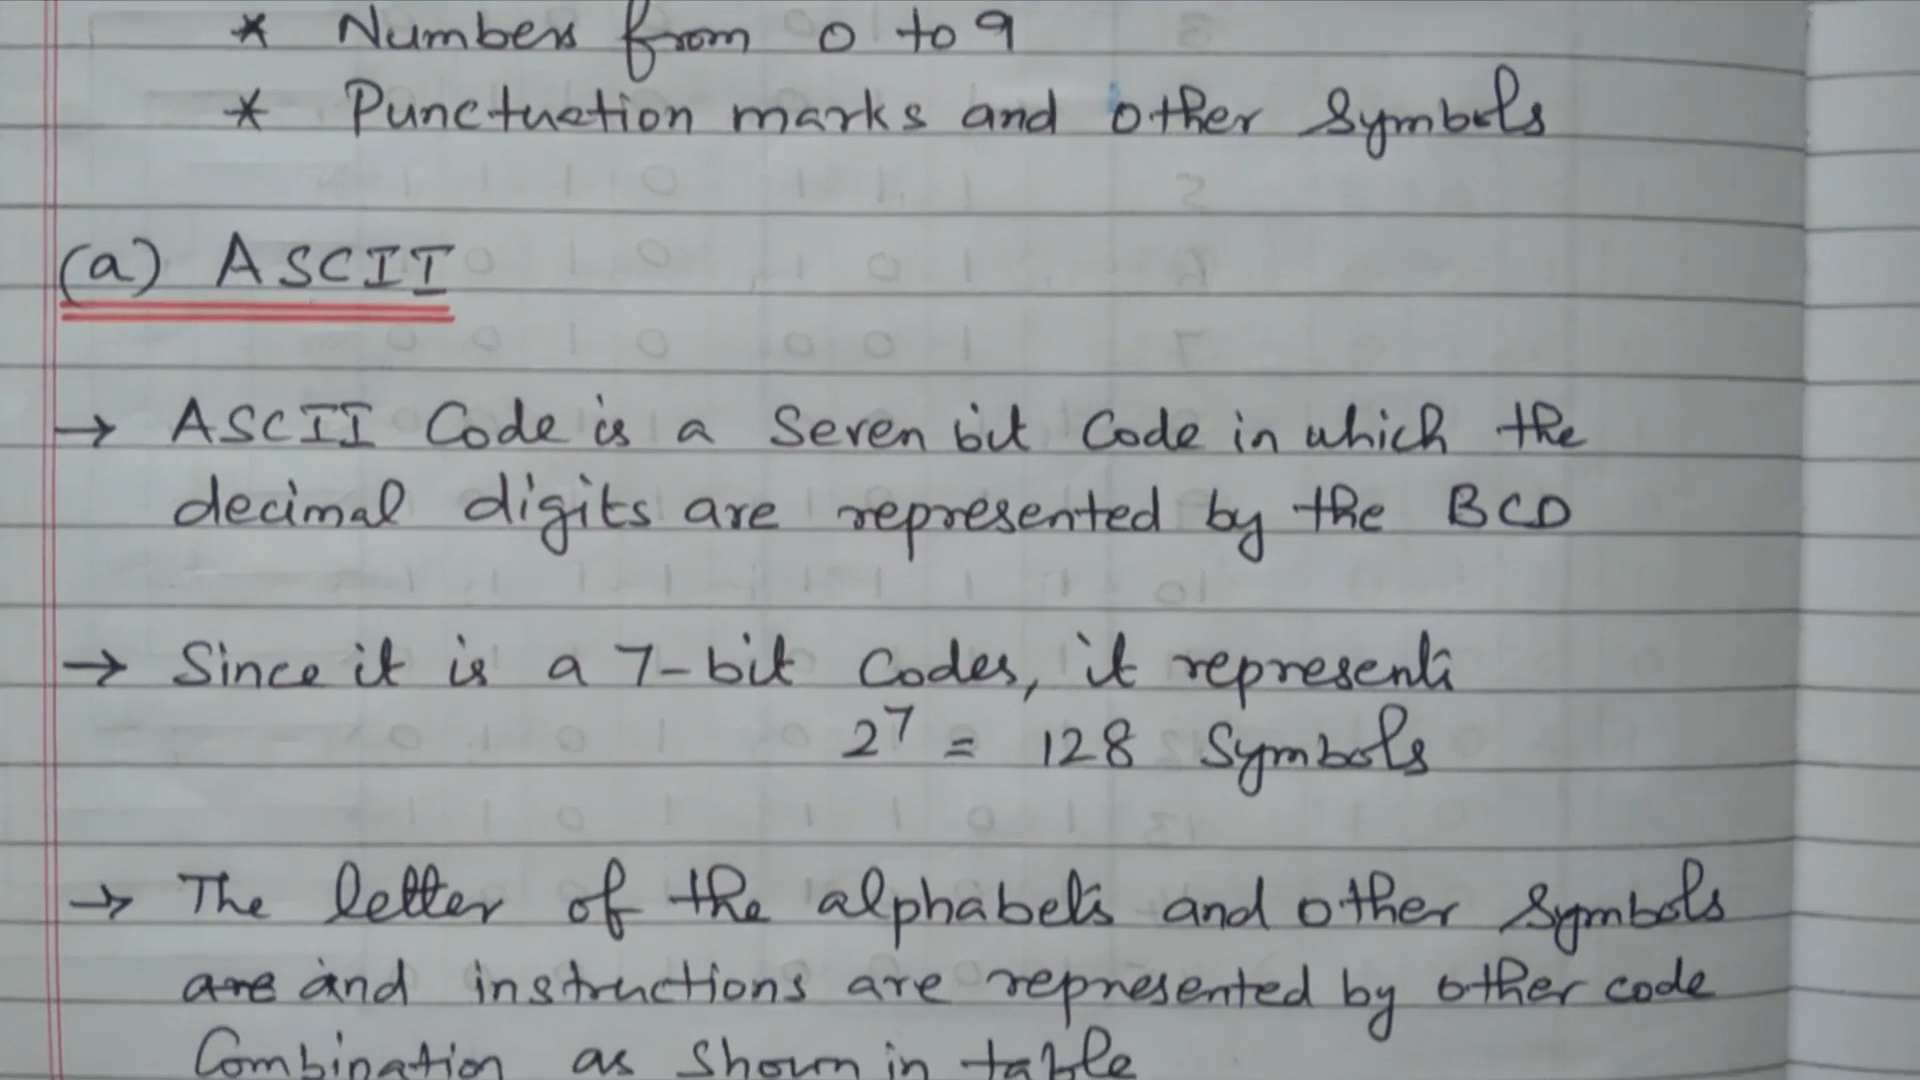 * Numbers from 0 to 9
* Punctuation marks and other Symbols
(a) ASCII
→ ASCII Code is a Seven bit Code in which the
decimal digits are represented by the BCD
→ Since it is a 7-bit Codes, it represents
2⁷ = 128 Symbols
→ The letter of the alphabets and other Symbols
are and instructions are represented by other code
Combination as shown in table